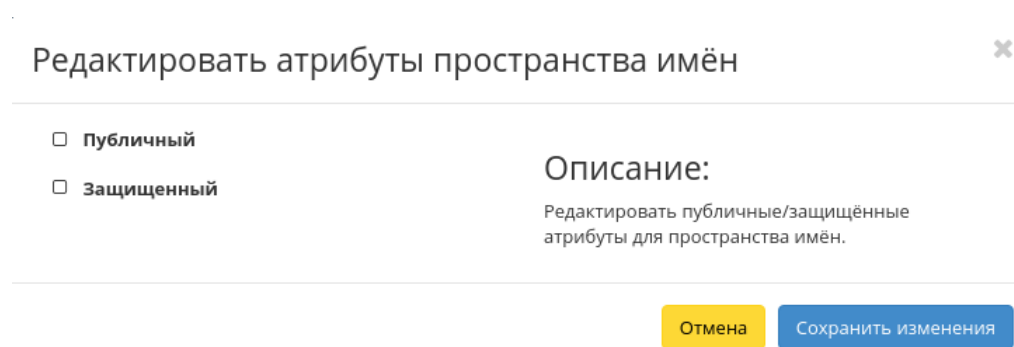 Редактировать атрибуты пространства имён
Публичный
Защищенный
Описание:
Редактировать публичные/защищённые
атрибуты для пространства имён.
Отмена
Сохранить изменения